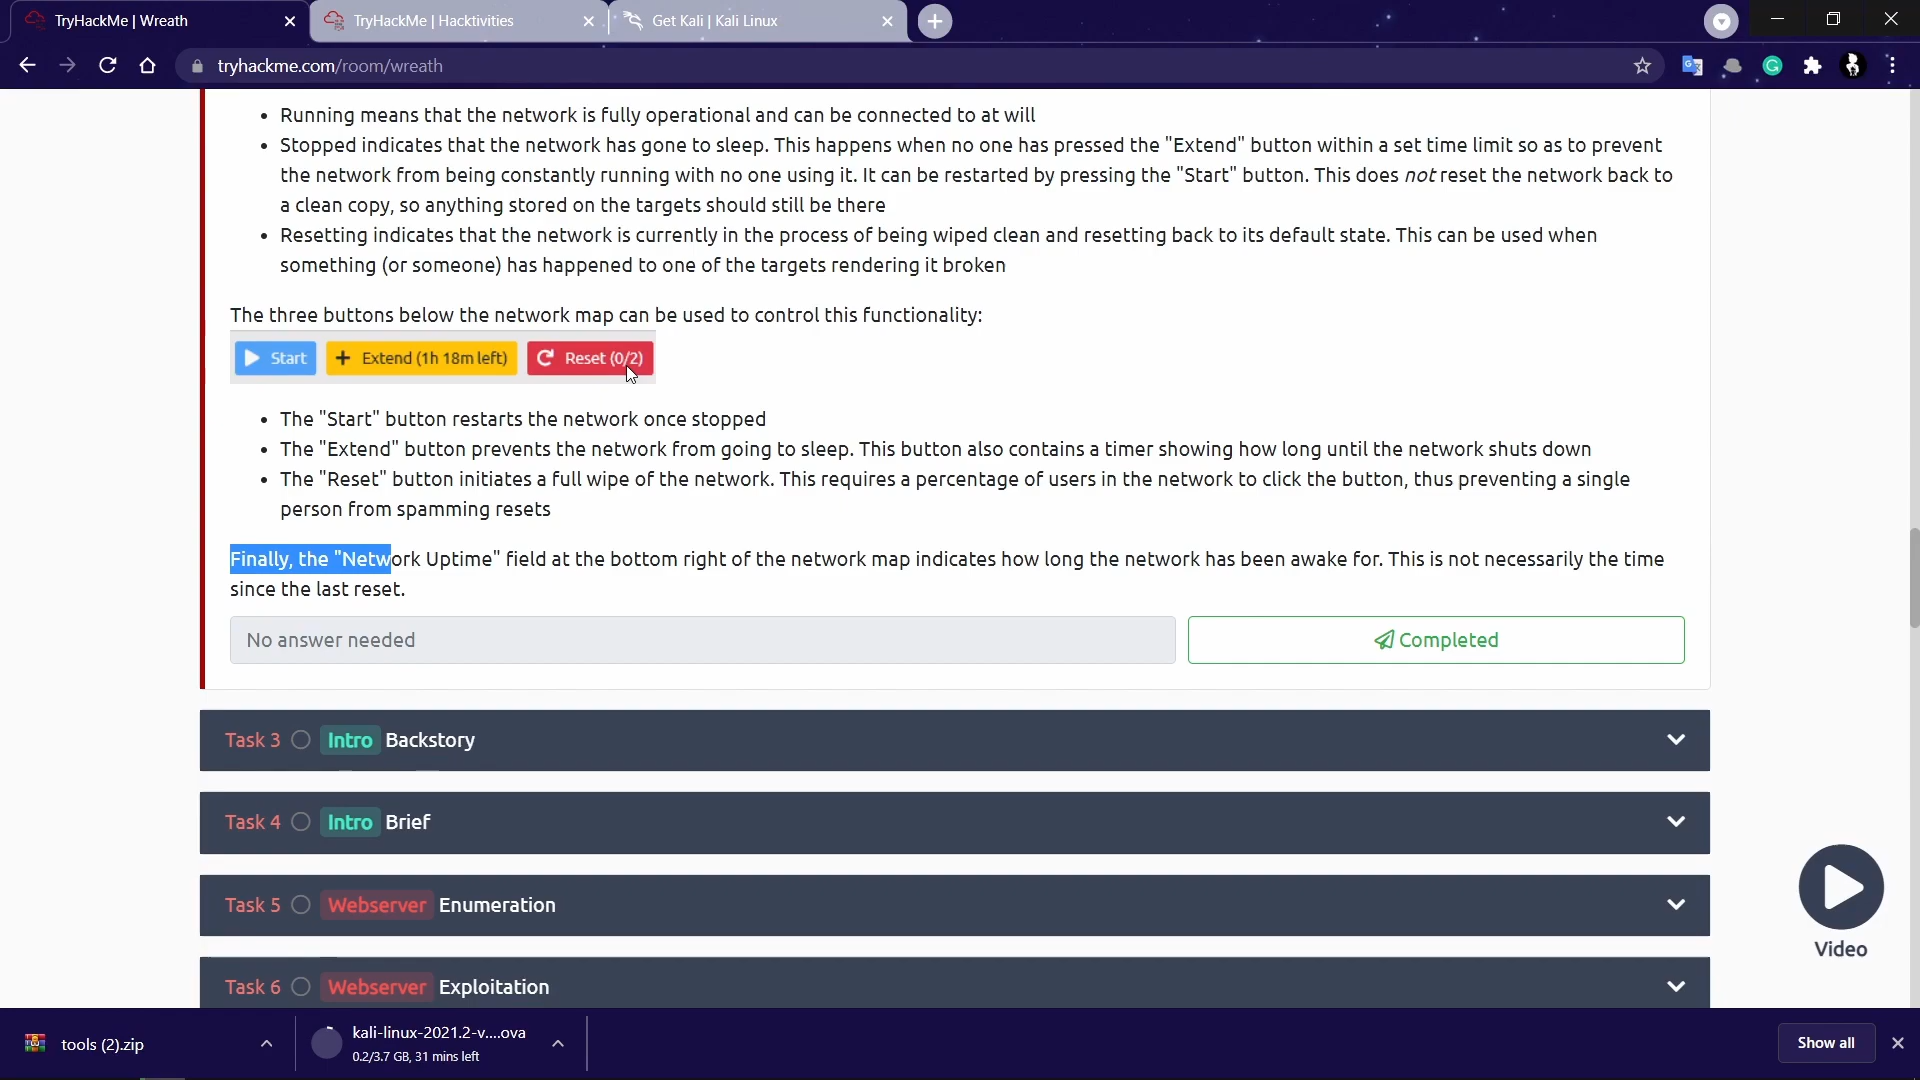 TryHackMe | Wreath
TryHackMe | Hacktivities
Get Kali | Kali Linux
tryhackme.com/room/wreath
Running means that the network is fully operational and can be connected to at will
Stopped indicates that the network has gone to sleep. This happens when no one has pressed the "Extend" button within a set time limit so as to prevent
the network from being constantly running with no one using it. It can be restarted by pressing the "Start" button. This does not reset the network back to
a clean copy, so anything stored on the targets should still be there
Resetting indicates that the network is currently in the process of being wiped clean and resetting back to its default state. This can be used when
something (or someone) has happened to one of the targets rendering it broken
The three buttons below the network map can be used to control this functionality:
Start
Extend (1h 18m left)
Reset (0/2)
The "Start" button restarts the network once stopped
The "Extend" button prevents the network from going to sleep. This button also contains a timer showing how long until the network shuts down
The "Reset" button initiates a full wipe of the network. This requires a percentage of users in the network to click the button, thus preventing a single
person from spamming resets
Finally, the "Network Uptime" field at the bottom right of the network map indicates how long the network has been awake for. This is not necessarily the time
since the last reset.
No answer needed
Completed
Task 3 Intro Backstory
Task 4 Intro Brief
Task 5 Webserver Enumeration
Task 6 Webserver Exploitation
Video
tools (2).zip
kali-linux-2021.2-v....ova
0.2/3.7 GB, 31 mins left
Show all